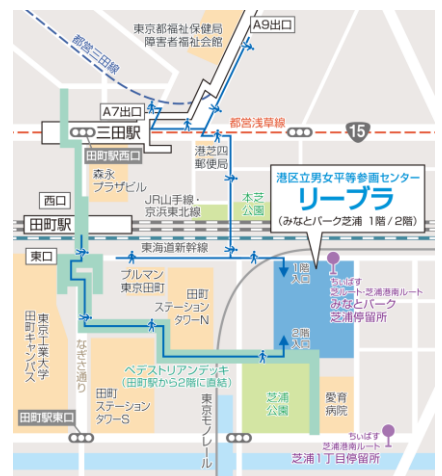 東京都福祉保健局
障害者福祉会館
A9出口
都営三田線
A7出口
都営浅草線
15
三田駅
田町駅西口
港芝四
郵便局
森永
プラザビル
港区立男女平等参画センター
リーブラ
(みなとパーク芝浦 1階/2階)
西口
JR山手線・
京浜東北線
本芝
公園
田町駅
東海道新幹線
東口
プルマン
東京田町
1階
入口
ちぃばす
芝ルート・芝浦港南ルート
みなとパーク
芝浦停留所
田町
ステーション
タワーN
2階
入口
東京工業大学
田町キャンパス
なぎさ通り
ペデストリアンデッキ
(田町駅から2階に直結)
田町
ステーション
タワーS
東京モノレール
芝浦
公園
愛育
病院
田町駅東口
ちぃばす
芝浦港南ルート
芝浦1丁目停留所